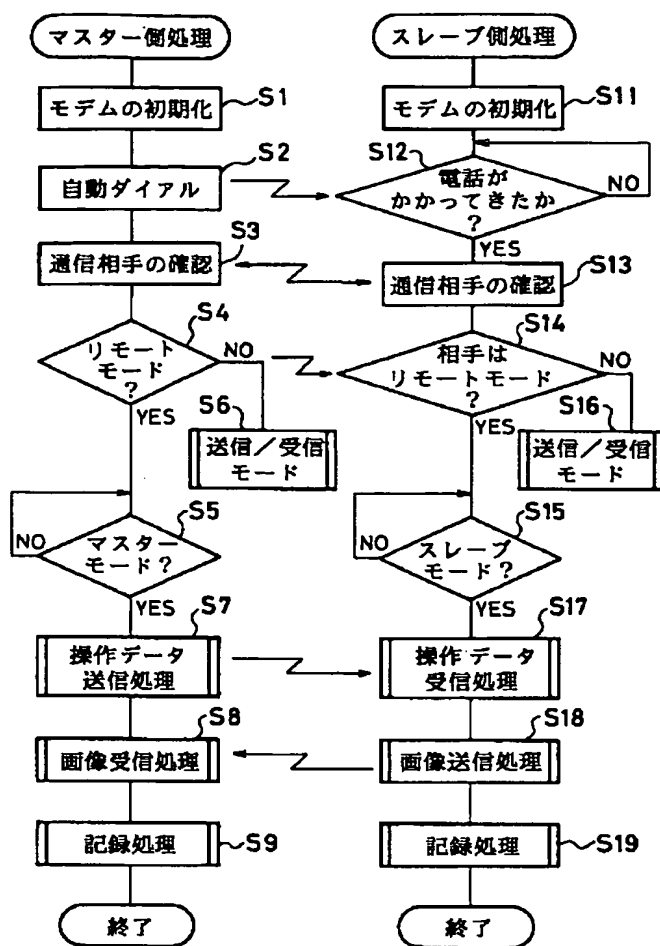 マスター側処理
モデムの初期化
S1
自動ダイアル
S2
通信相手の確認
S3
リモート
モード
?
S4
NO
YES
S6
送信/受信
モード
マスター
モード?
S5
NO
YES
操作データ
送信処理
S7
画像受信処理
S8
記録処理
S9
終了
スレーブ側処理
モデムの初期化
S11
電話が
かかってきたか
?
S12
NO
YES
通信相手の確認
S13
相手は
リモートモード
?
S14
NO
YES
S16
送信/受信
モード
スレーブ
モード?
S15
NO
YES
操作データ
受信処理
S17
画像送信処理
S18
記録処理
S19
終了